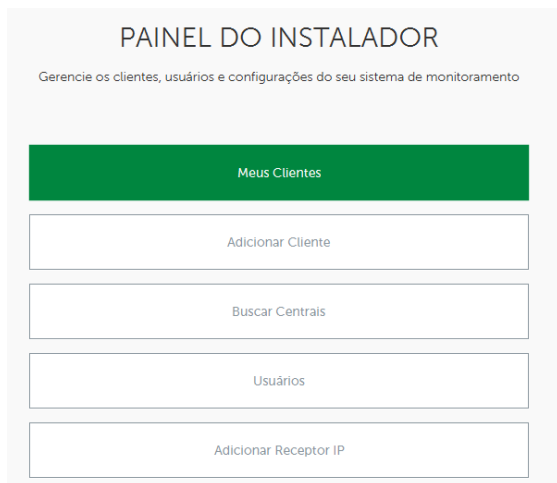 PAINEL DO INSTALADOR
Gerencie os clientes, usuários e configurações do seu sistema de monitoramento
Meus Clientes
Adicionar Cliente
Buscar Centrais
Usuários
Adicionar Receptor IP